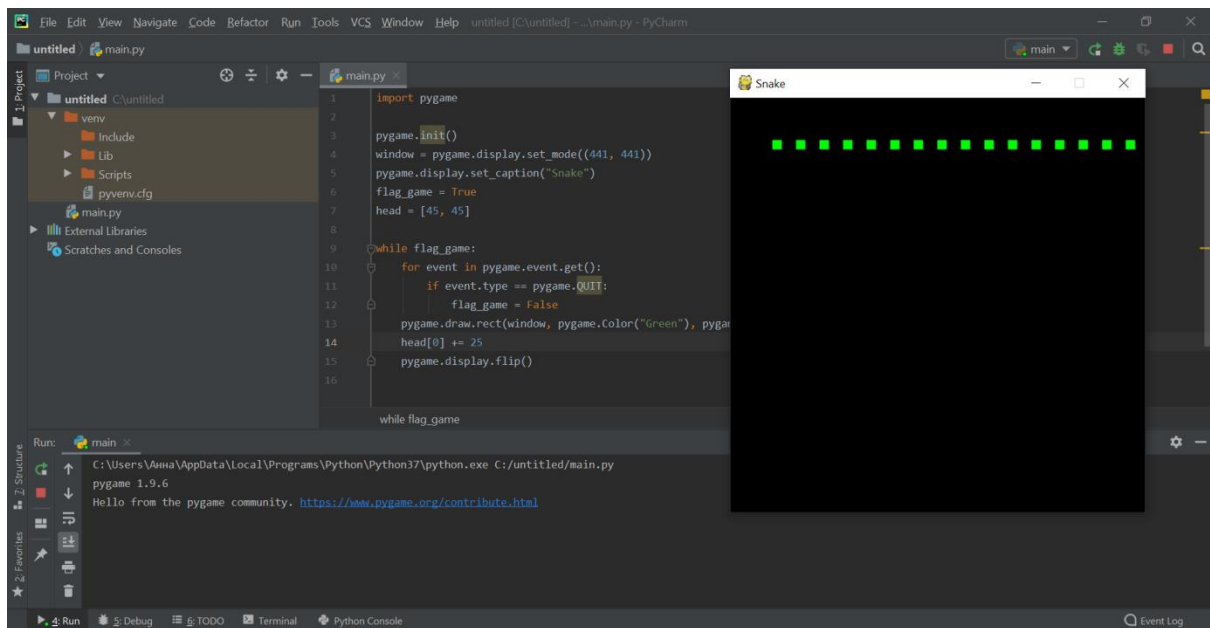 File Edit View Navigate Code Refactor Run Tools VCS Window Help untitled [C:\untitled] - ...\main.py - PyCharm
untitled main.py
main
Project
main.py
Snake
1: Project
untitled C:\untitled
venv
Include
Lib
Scripts
pyvenv.cfg
main.py
External Libraries
Scratches and Consoles
1 import pygame
2
3 pygame.init()
4 window = pygame.display.set_mode((441, 441))
5 pygame.display.set_caption("Snake")
6 flag_game = True
7 head = [45, 45]
8
9 while flag_game:
10 for event in pygame.event.get():
11 if event.type == pygame.QUIT:
12 flag_game = False
13 pygame.draw.rect(window, pygame.Color("Green"), pygam
14 head[0] += 25
15 pygame.display.flip()
16
while flag_game
Run: main
C:\Users\Анна\AppData\Local\Programs\Python\Python37\python.exe C:/untitled/main.py
pygame 1.9.6
Hello from the pygame community. https://www.pygame.org/contribute.html
7: Structure
2: Favorites
4: Run 5: Debug 6: TODO Terminal Python Console Event Log